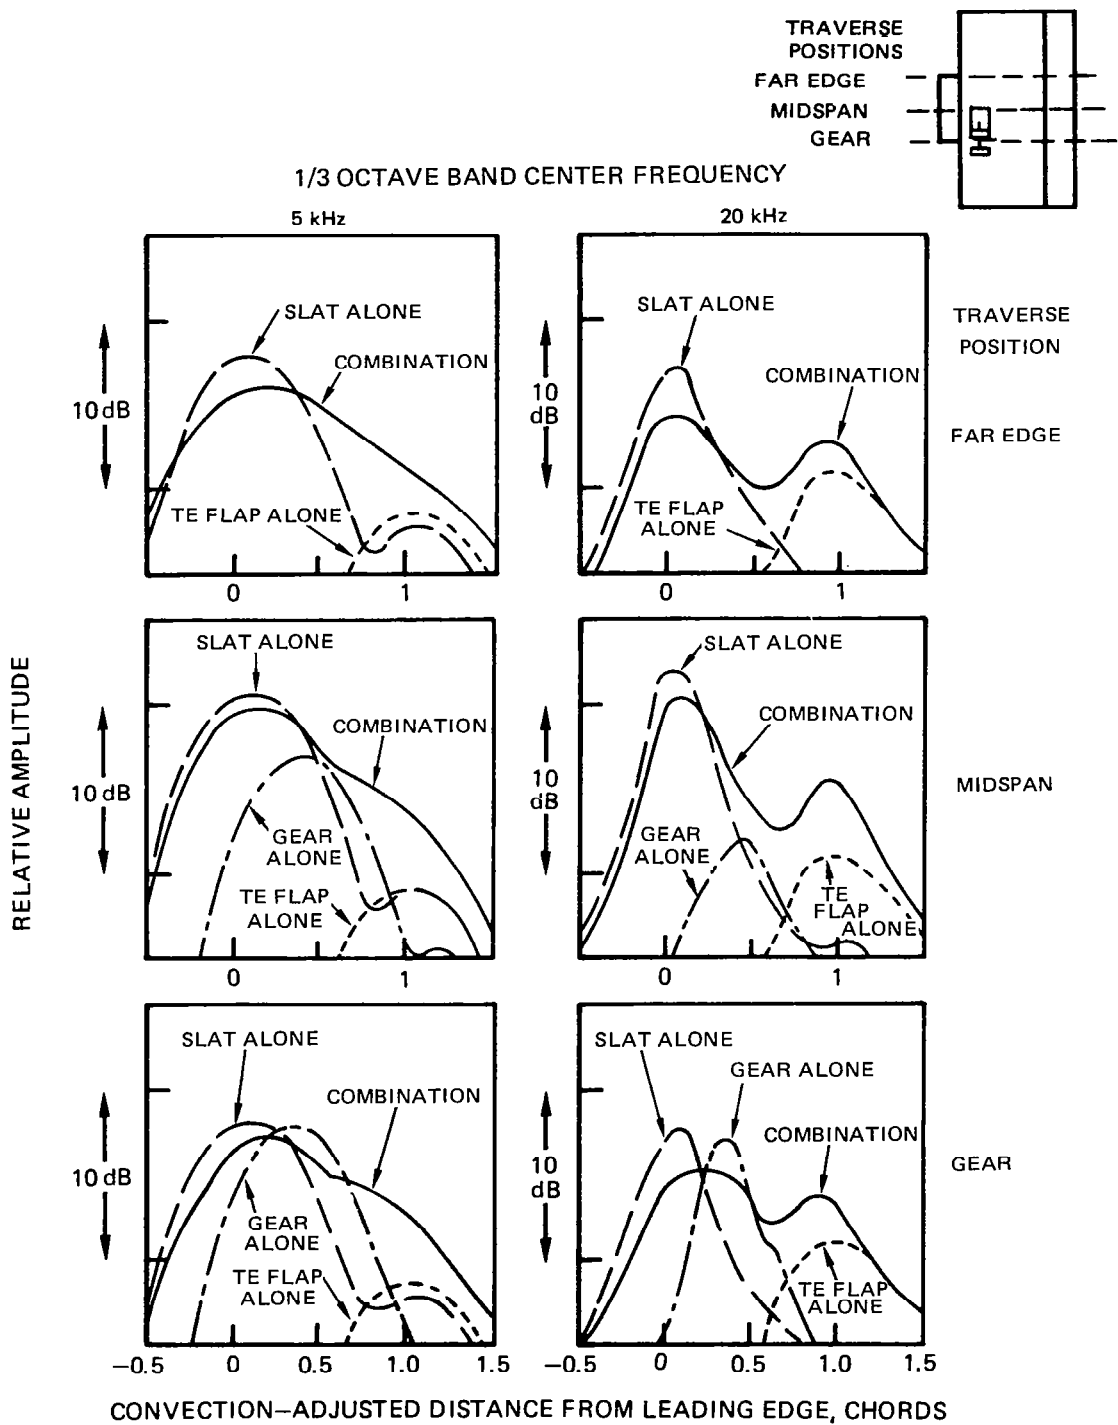 TRAVERSE
POSITIONS
FAR EDGE
MIDSPAN
GEAR
1/3 OCTAVE BAND CENTER FREQUENCY
5 kHz
20 kHz
SLAT ALONE
COMBINATION
10 dB
TE FLAP ALONE
0
1
SLAT ALONE
COMBINATION
10
dB
TE FLAP
ALONE
0
1
TRAVERSE
POSITION
FAR EDGE
RELATIVE AMPLITUDE
SLAT ALONE
COMBINATION
10 dB
GEAR
ALONE
TE FLAP
ALONE
0
1
SLAT ALONE
COMBINATION
10
dB
GEAR
ALONE
TE
FLAP
ALONE
0
1
MIDSPAN
SLAT ALONE
COMBINATION
10 dB
GEAR
ALONE
TE FLAP
ALONE
-0.5
0
0.5
1.0
1.5
SLAT ALONE
GEAR ALONE
COMBINATION
10
dB
TE FLAP
ALONE
-0.5
0
0.5
1.0
1.5
GEAR
CONVECTION-ADJUSTED DISTANCE FROM LEADING EDGE, CHORDS